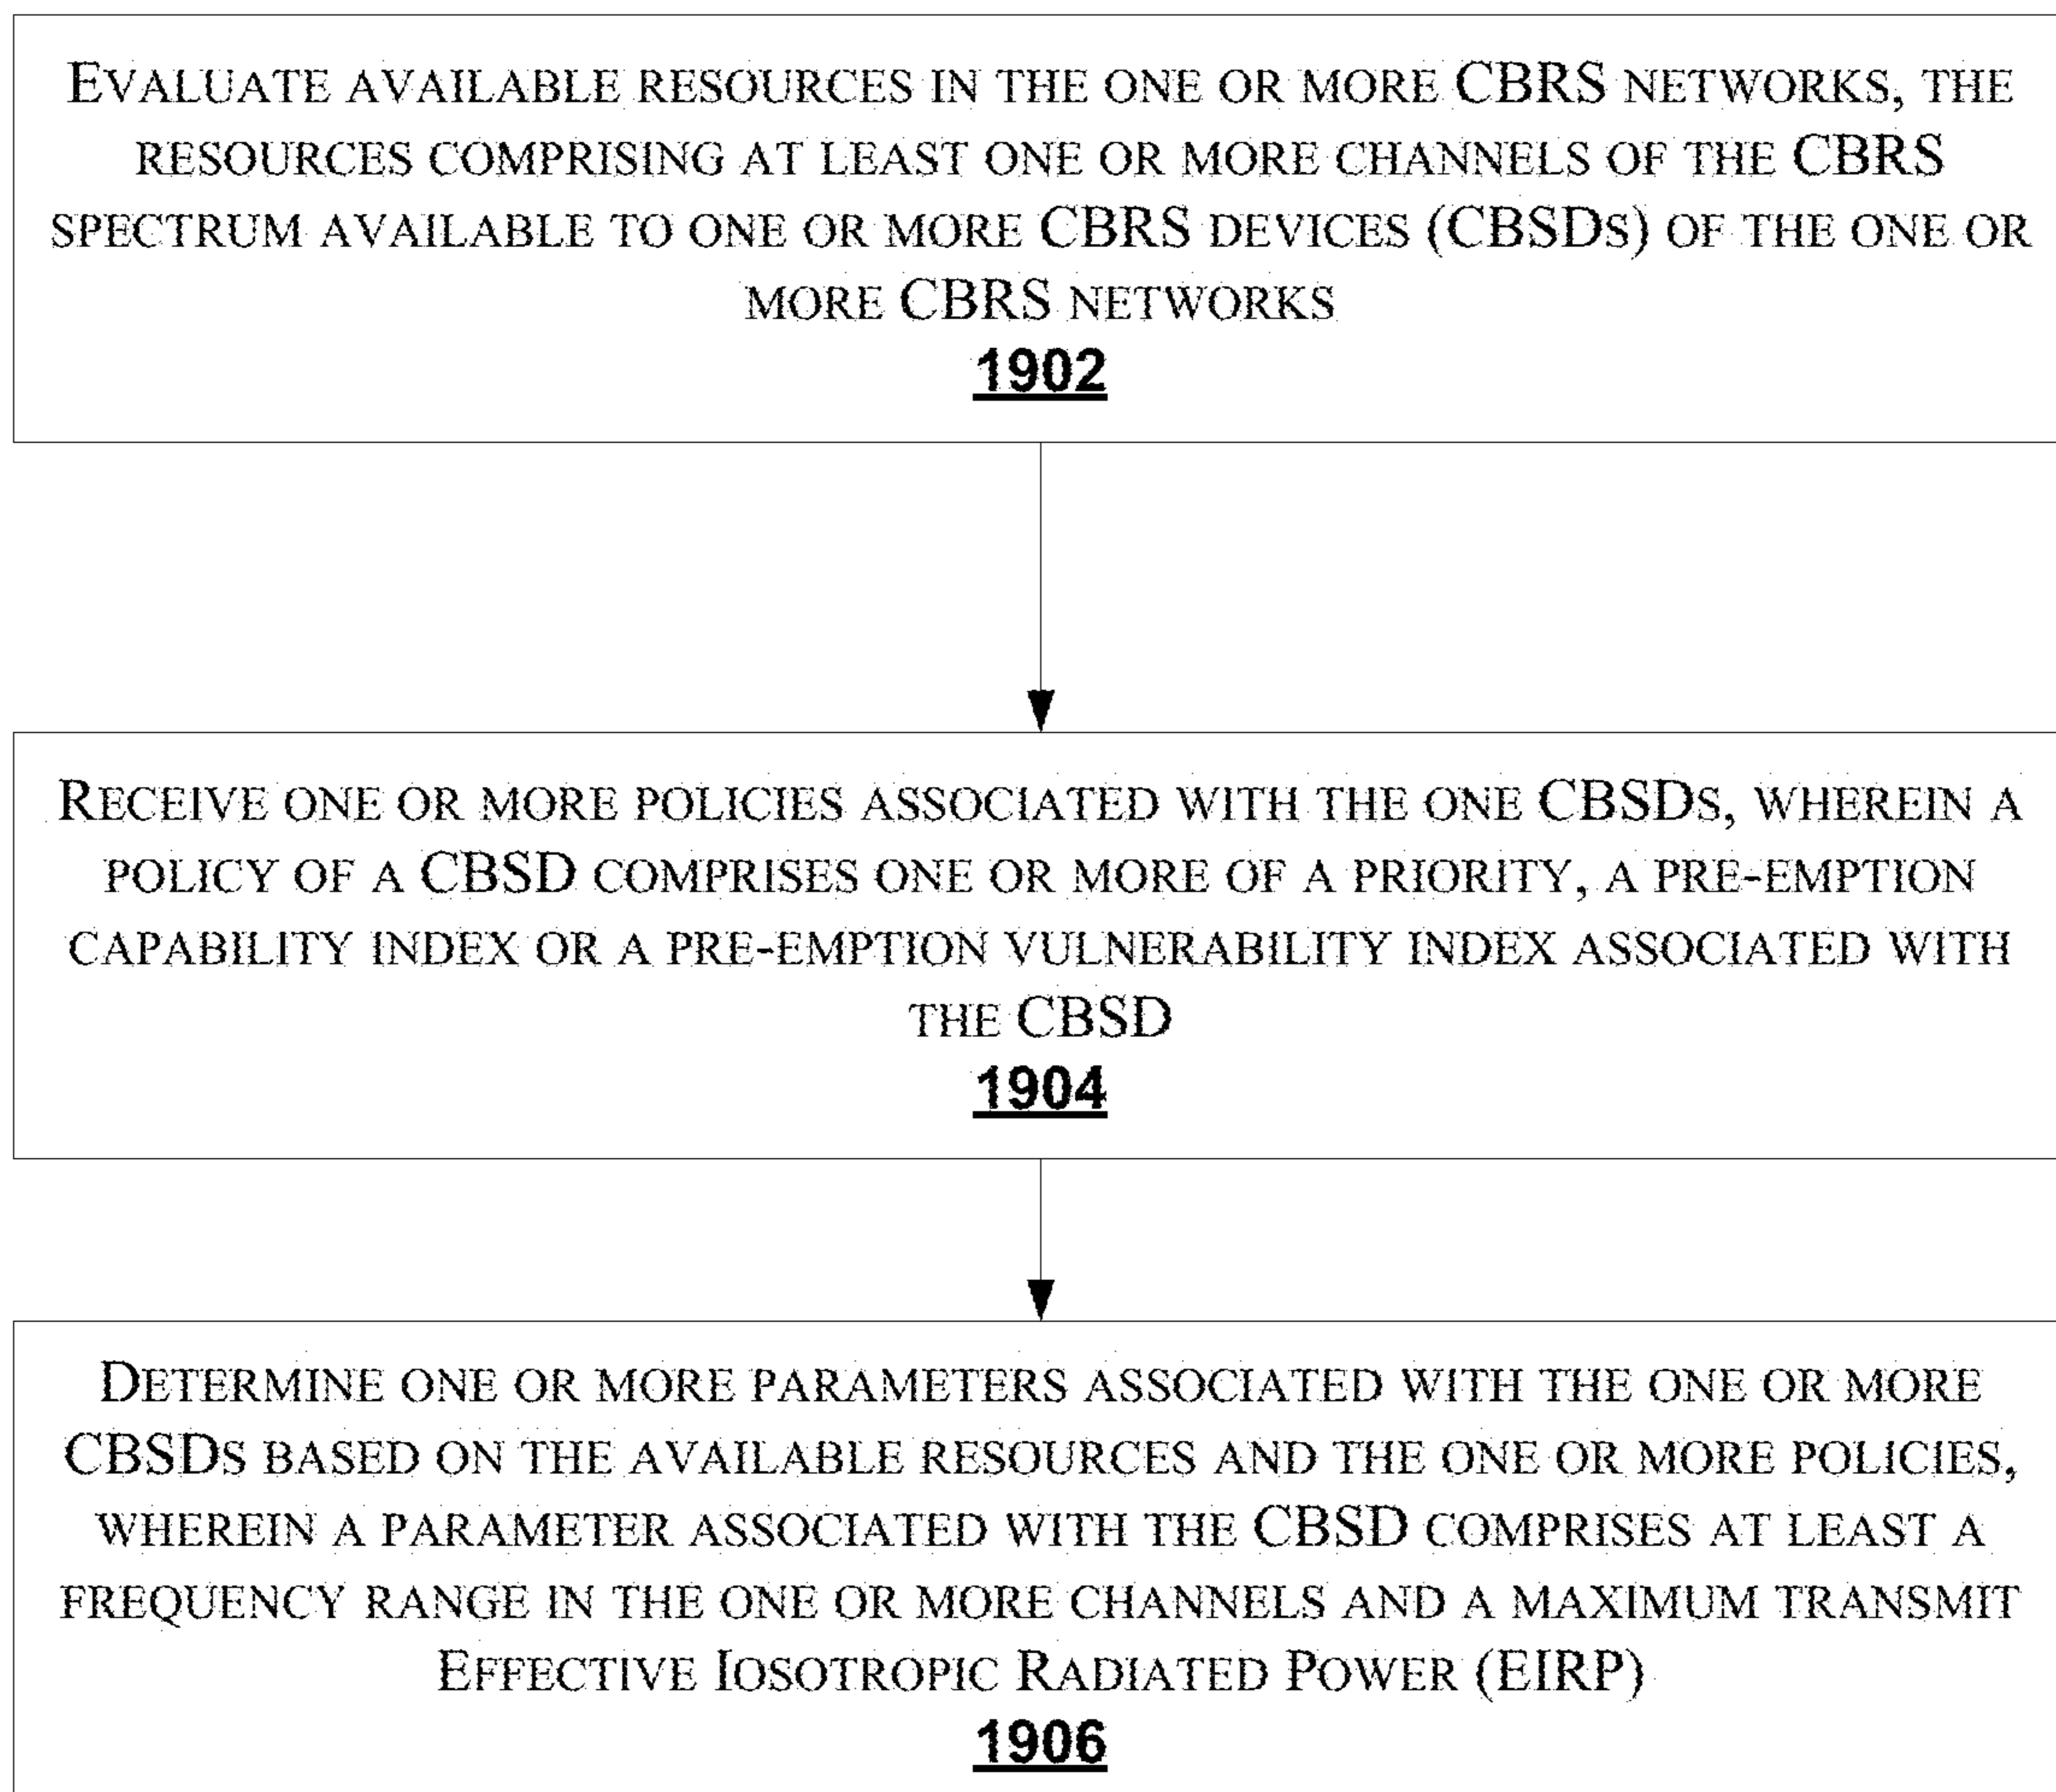 EVALUATE AVAILABLE RESOURCES IN THE ONE OR MORE CBRS NETWORKS, THE
RESOURCES COMPRISING AT LEAST ONE OR MORE CHANNELS OF THE CBRS
SPECTRUM AVAILABLE TO ONE OR MORE CBRS DEVICES (CBSDS) OF THE ONE OR
MORE CBRS NETWORKS
1902
RECEIVE ONE OR MORE POLICIES ASSOCIATED WITH THE ONE CBSDS, WHEREIN A
POLICY OF A CBSD COMPRISES ONE OR MORE OF A PRIORITY, A PRE-EMPTION
CAPABILITY INDEX OR A PRE-EMPTION VULNERABILITY INDEX ASSOCIATED WITH
THE CBSD
1904
DETERMINE ONE OR MORE PARAMETERS ASSOCIATED WITH THE ONE OR MORE
CBSDS BASED ON THE AVAILABLE RESOURCES AND THE ONE OR MORE POLICIES,
WHEREIN A PARAMETER ASSOCIATED WITH THE CBSD COMPRISES AT LEAST A
FREQUENCY RANGE IN THE ONE OR MORE CHANNELS AND A MAXIMUM TRANSMIT
EFFECTIVE IOSOTROPIC RADIATED POWER (EIRP)
1906